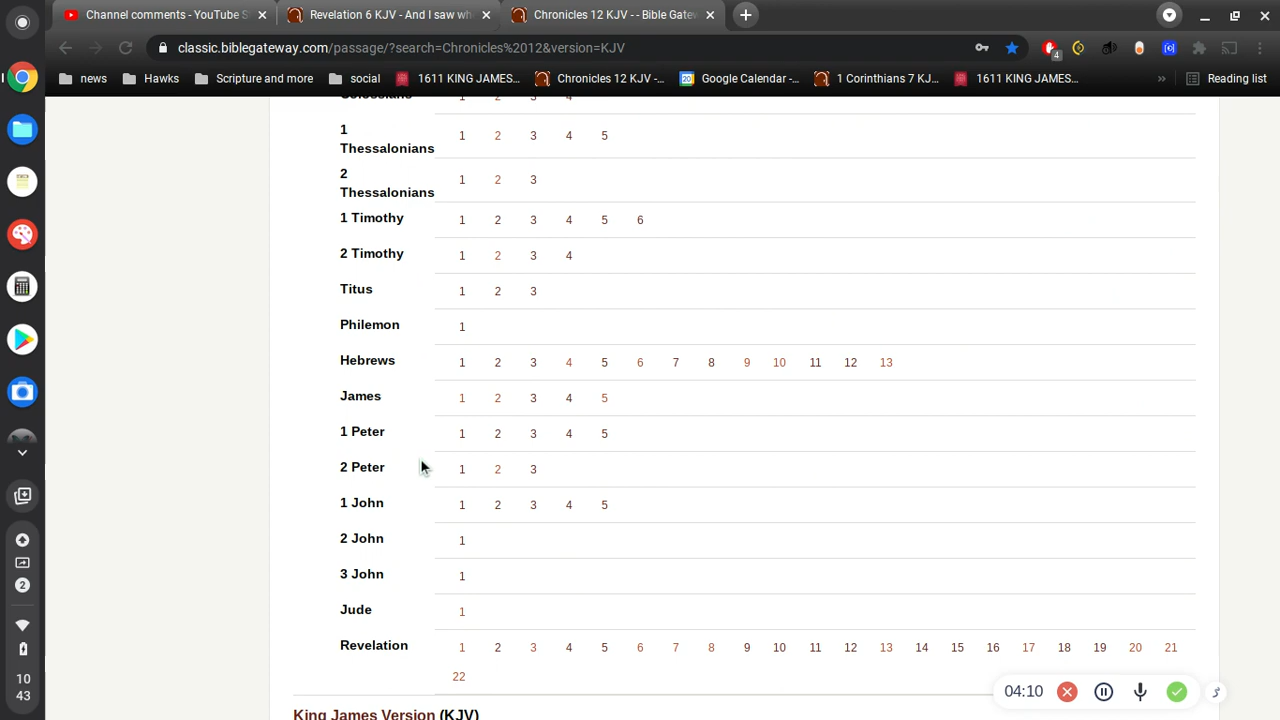 Channel comments - YouTube S
Revelation 6 KJV - And I saw wh
Chronicles 12 KJV - - Bible Gatew
classic.biblegateway.com/passage/?search=Chronicles%2012&version=KJV
4
news
Hawks
Scripture and more
social
1611 KING JAMES...
Chronicles 12 KJV -...
20
Google Calendar -...
1 Corinthians 7 KJ...
1611 KING JAMES...
»
Reading list
Colossians 1 2 3 4
1 Thessalonians 1 2 3 4 5
2 Thessalonians 1 2 3
1 Timothy 1 2 3 4 5 6
2 Timothy 1 2 3 4
Titus 1 2 3
Philemon 1
Hebrews 1 2 3 4 5 6 7 8 9 10 11 12 13
James 1 2 3 4 5
1 Peter 1 2 3 4 5
2 Peter 1 2 3
1 John 1 2 3 4 5
2 John 1
3 John 1
Jude 1
Revelation 1 2 3 4 5 6 7 8 9 10 11 12 13 14 15 16 17 18 19 20 21
22
King James Version (KJV)
04:10
2
10
43